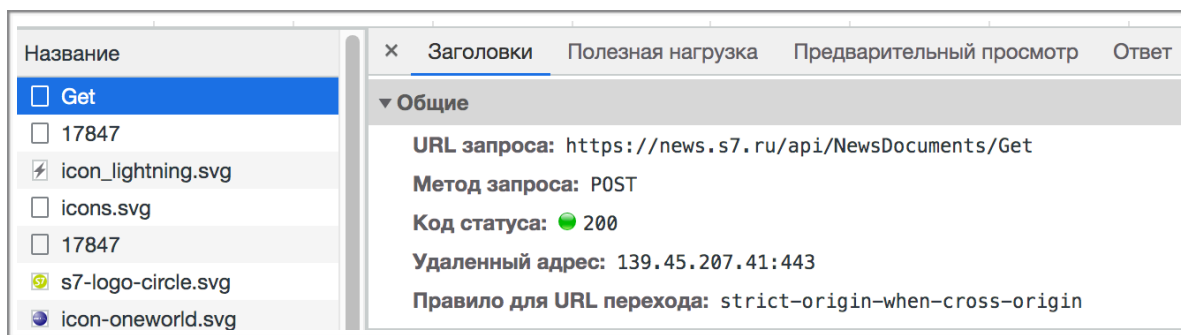 Название
Get
17847
icon_lightning.svg
icons.svg
17847
s7-logo-circle.svg
icon-oneworld.svg
× Заголовки Полезная нагрузка Предварительный просмотр Ответ
▼ Общие
URL запроса: https://news.s7.ru/api/NewsDocuments/Get
Метод запроса: POST
Код статуса: 200
Удаленный адрес: 139.45.207.41:443
Правило для URL перехода: strict-origin-when-cross-origin